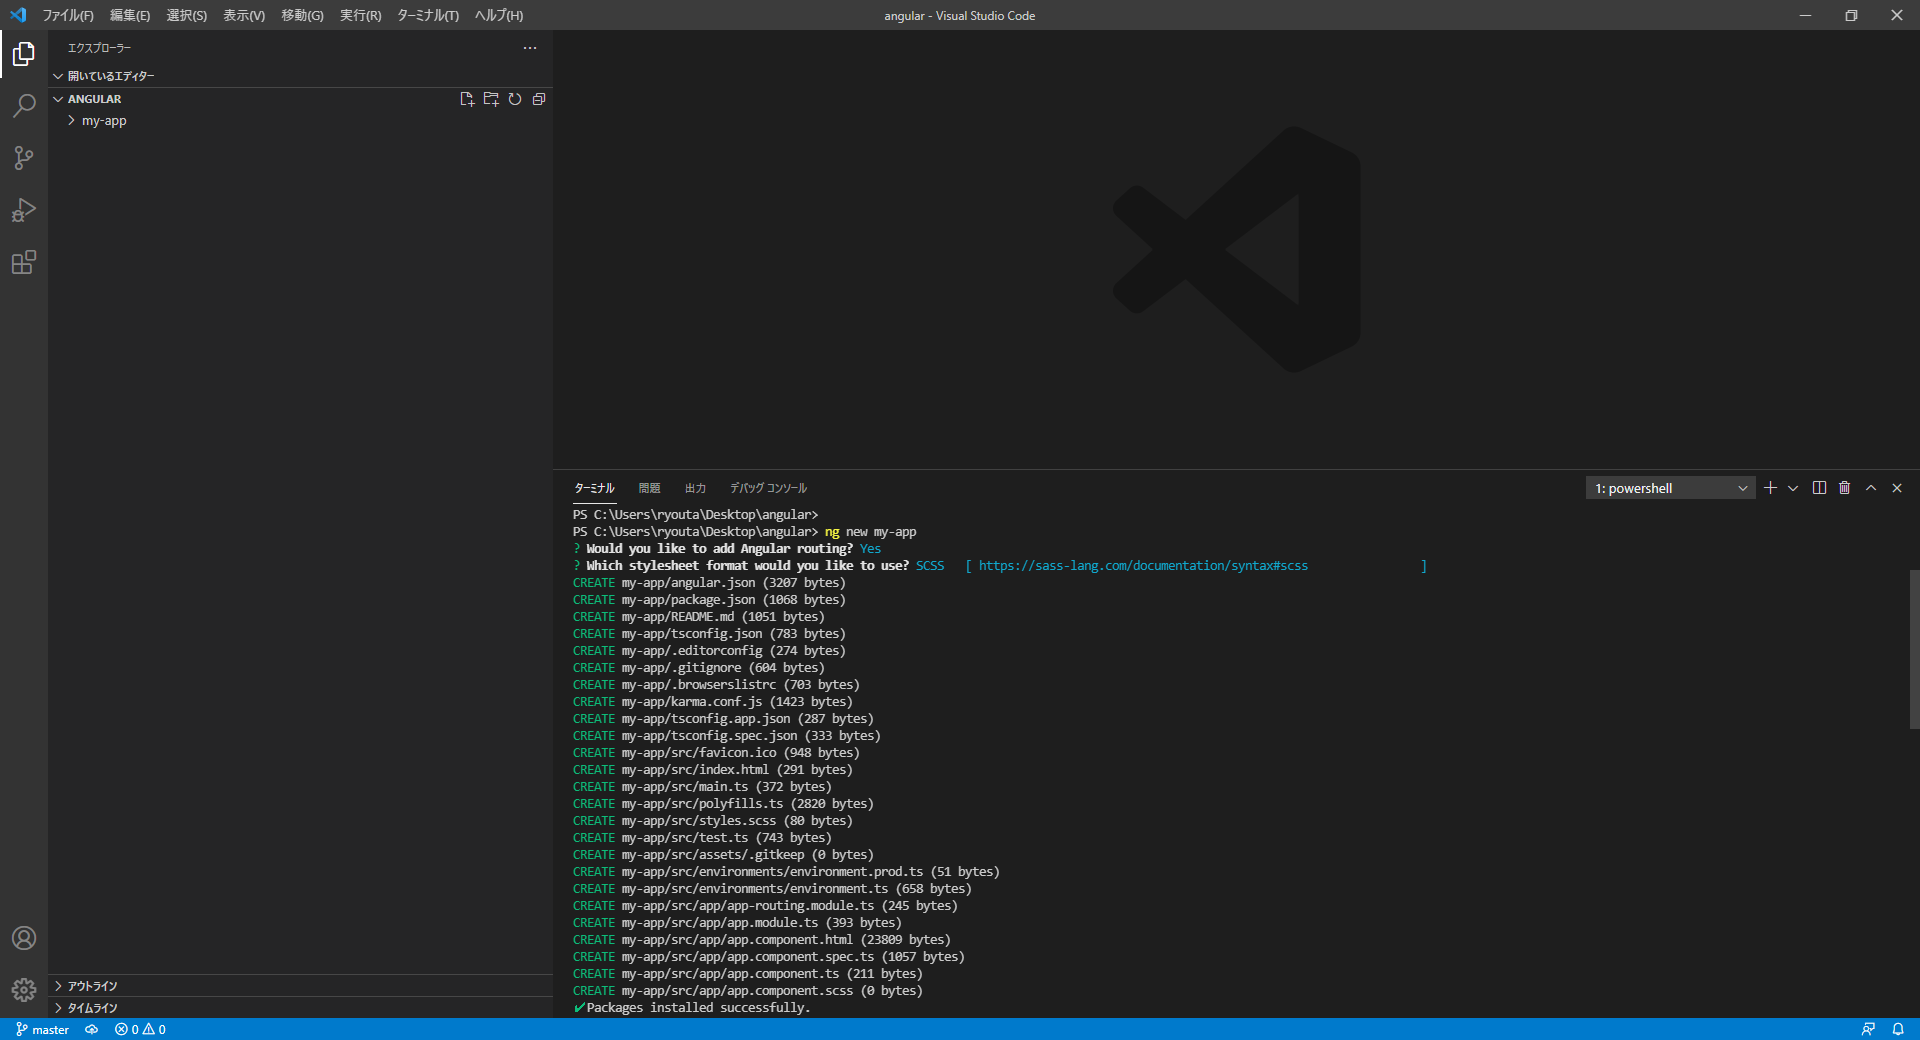 ファイル(F) 編集(E) 選択(S) 表示(V) 移動(G) 実行(R) ターミナル(T) ヘルプ(H)
angular - Visual Studio Code
エクスプローラー
開いているエディター
ANGULAR
my-app
アウトライン
タイムライン
ターミナル 問題 出力 デバッグ コンソール
1: powershell
PS C:\Users\ryouta\Desktop\angular>
PS C:\Users\ryouta\Desktop\angular> ng new my-app
? Would you like to add Angular routing? Yes
? Which stylesheet format would you like to use? SCSS [ https://sass-lang.com/documentation/syntax#scss ]
CREATE my-app/angular.json (3207 bytes)
CREATE my-app/package.json (1068 bytes)
CREATE my-app/README.md (1051 bytes)
CREATE my-app/tsconfig.json (783 bytes)
CREATE my-app/.editorconfig (274 bytes)
CREATE my-app/.gitignore (604 bytes)
CREATE my-app/.browserslistrc (703 bytes)
CREATE my-app/karma.conf.js (1423 bytes)
CREATE my-app/tsconfig.app.json (287 bytes)
CREATE my-app/tsconfig.spec.json (333 bytes)
CREATE my-app/src/favicon.ico (948 bytes)
CREATE my-app/src/index.html (291 bytes)
CREATE my-app/src/main.ts (372 bytes)
CREATE my-app/src/polyfills.ts (2820 bytes)
CREATE my-app/src/styles.scss (80 bytes)
CREATE my-app/src/test.ts (743 bytes)
CREATE my-app/src/assets/.gitkeep (0 bytes)
CREATE my-app/src/environments/environment.prod.ts (51 bytes)
CREATE my-app/src/environments/environment.ts (658 bytes)
CREATE my-app/src/app/app-routing.module.ts (245 bytes)
CREATE my-app/src/app/app.module.ts (393 bytes)
CREATE my-app/src/app/app.component.html (23809 bytes)
CREATE my-app/src/app/app.component.spec.ts (1057 bytes)
CREATE my-app/src/app/app.component.ts (211 bytes)
CREATE my-app/src/app/app.component.scss (0 bytes)
✔Packages installed successfully.
master 0 0